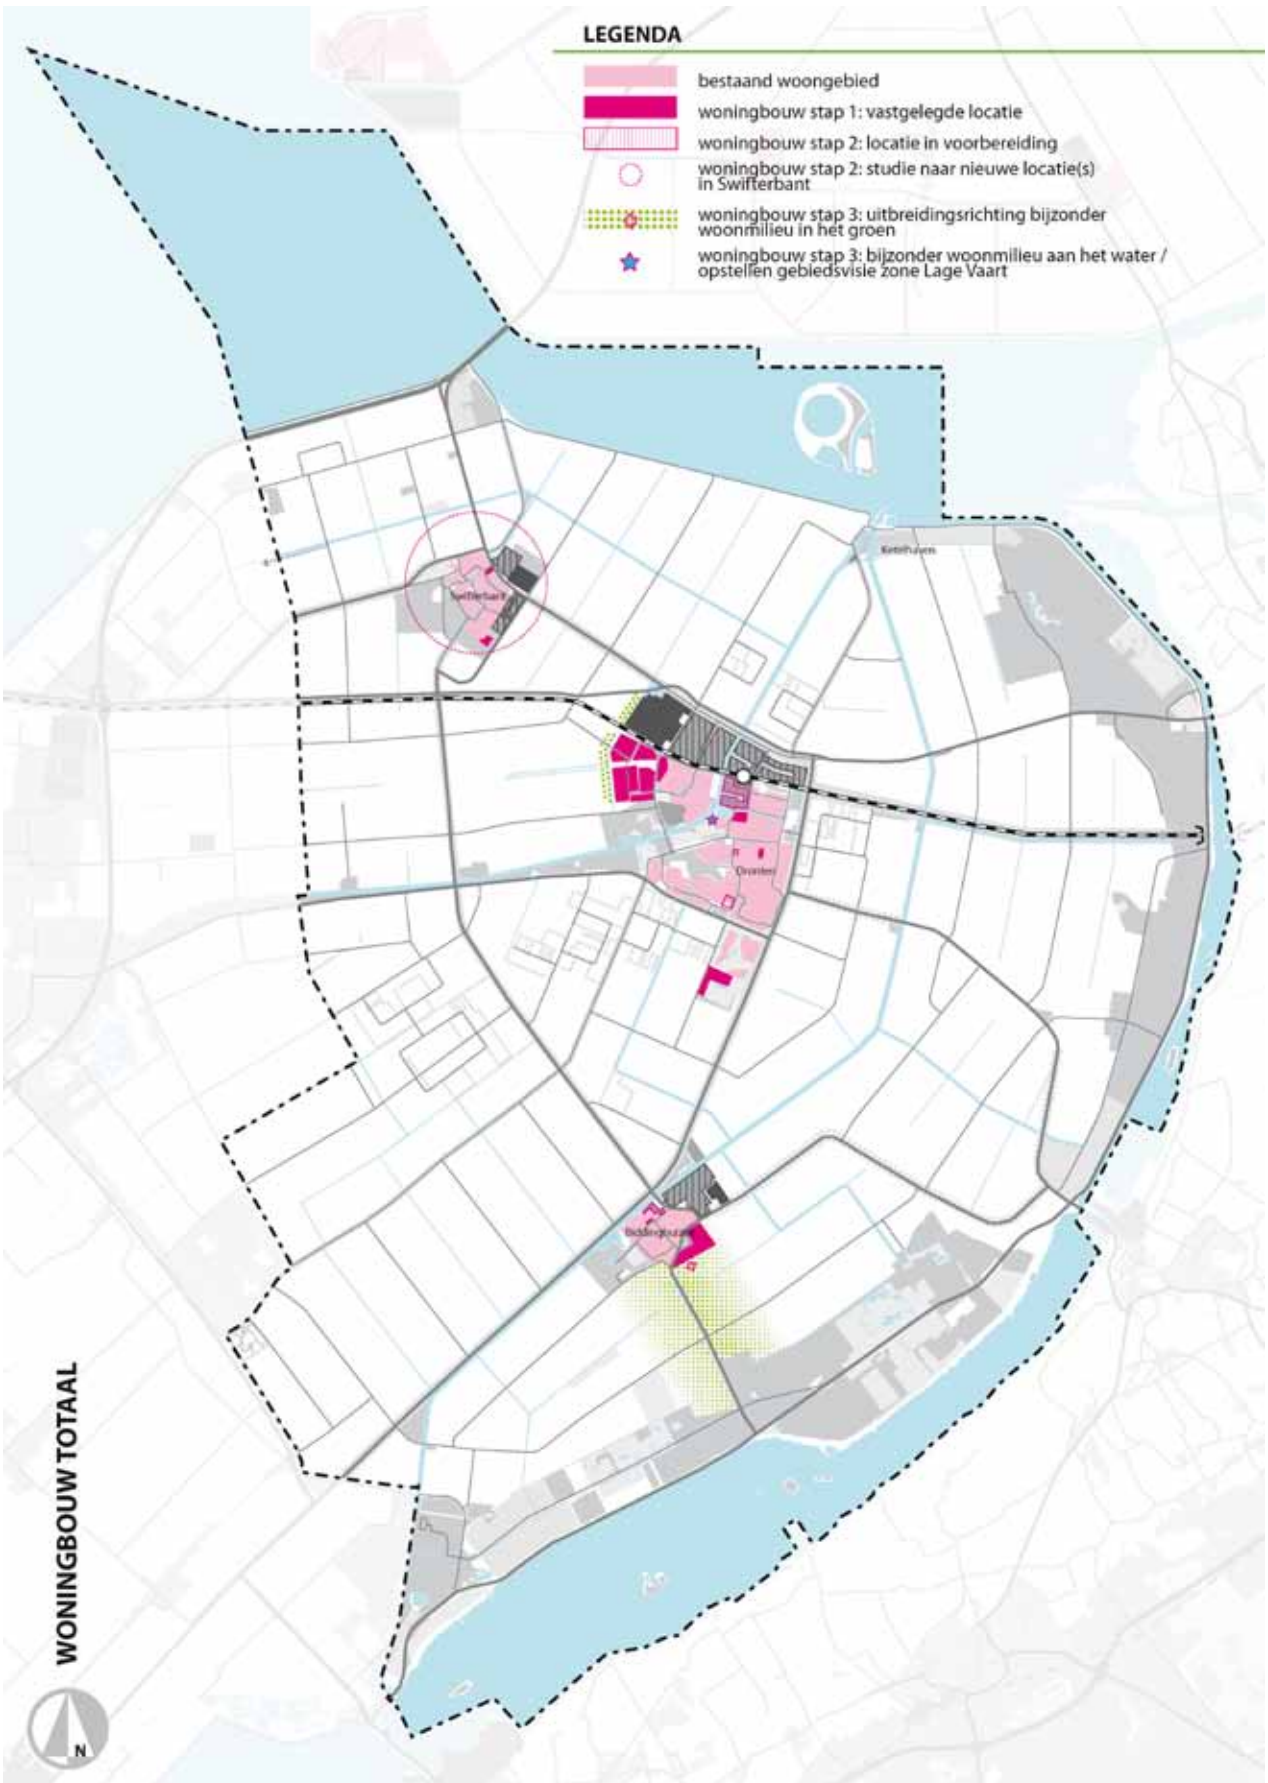 LEGENDA
bestaand woongebied
woningbouw stap 1: vastgelegde locatie
woningbouw stap 2: locatie in voorbereiding
woningbouw stap 2: studie naar nieuwe locatie(s)
in Swifterbant
woningbouw stap 3: uitbreidingsrichting bijzonder
woonmilieu in het groen
woningbouw stap 3: bijzonder woonmilieu aan het water /
opstellen gebiedsvisie zone Lage Vaart
Ketelhaven
Swifterbant
Dronten
Biddinghuizen
WONINGBOUW TOTAAL
N